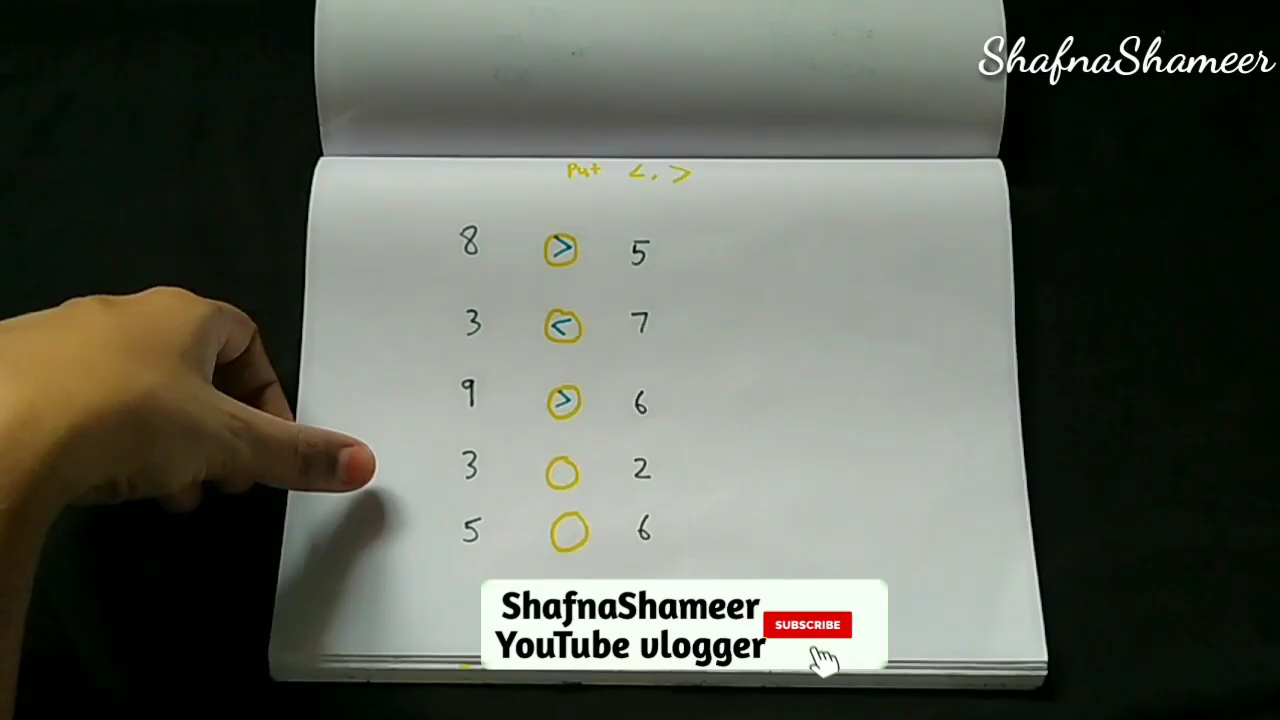 ShafnaShameer
Put <, >
8 > 5
3 < 7
9 > 6
3 ○ 2
5 ○ 6
ShafnaShameer
YouTube vlogger
SUBSCRIBE